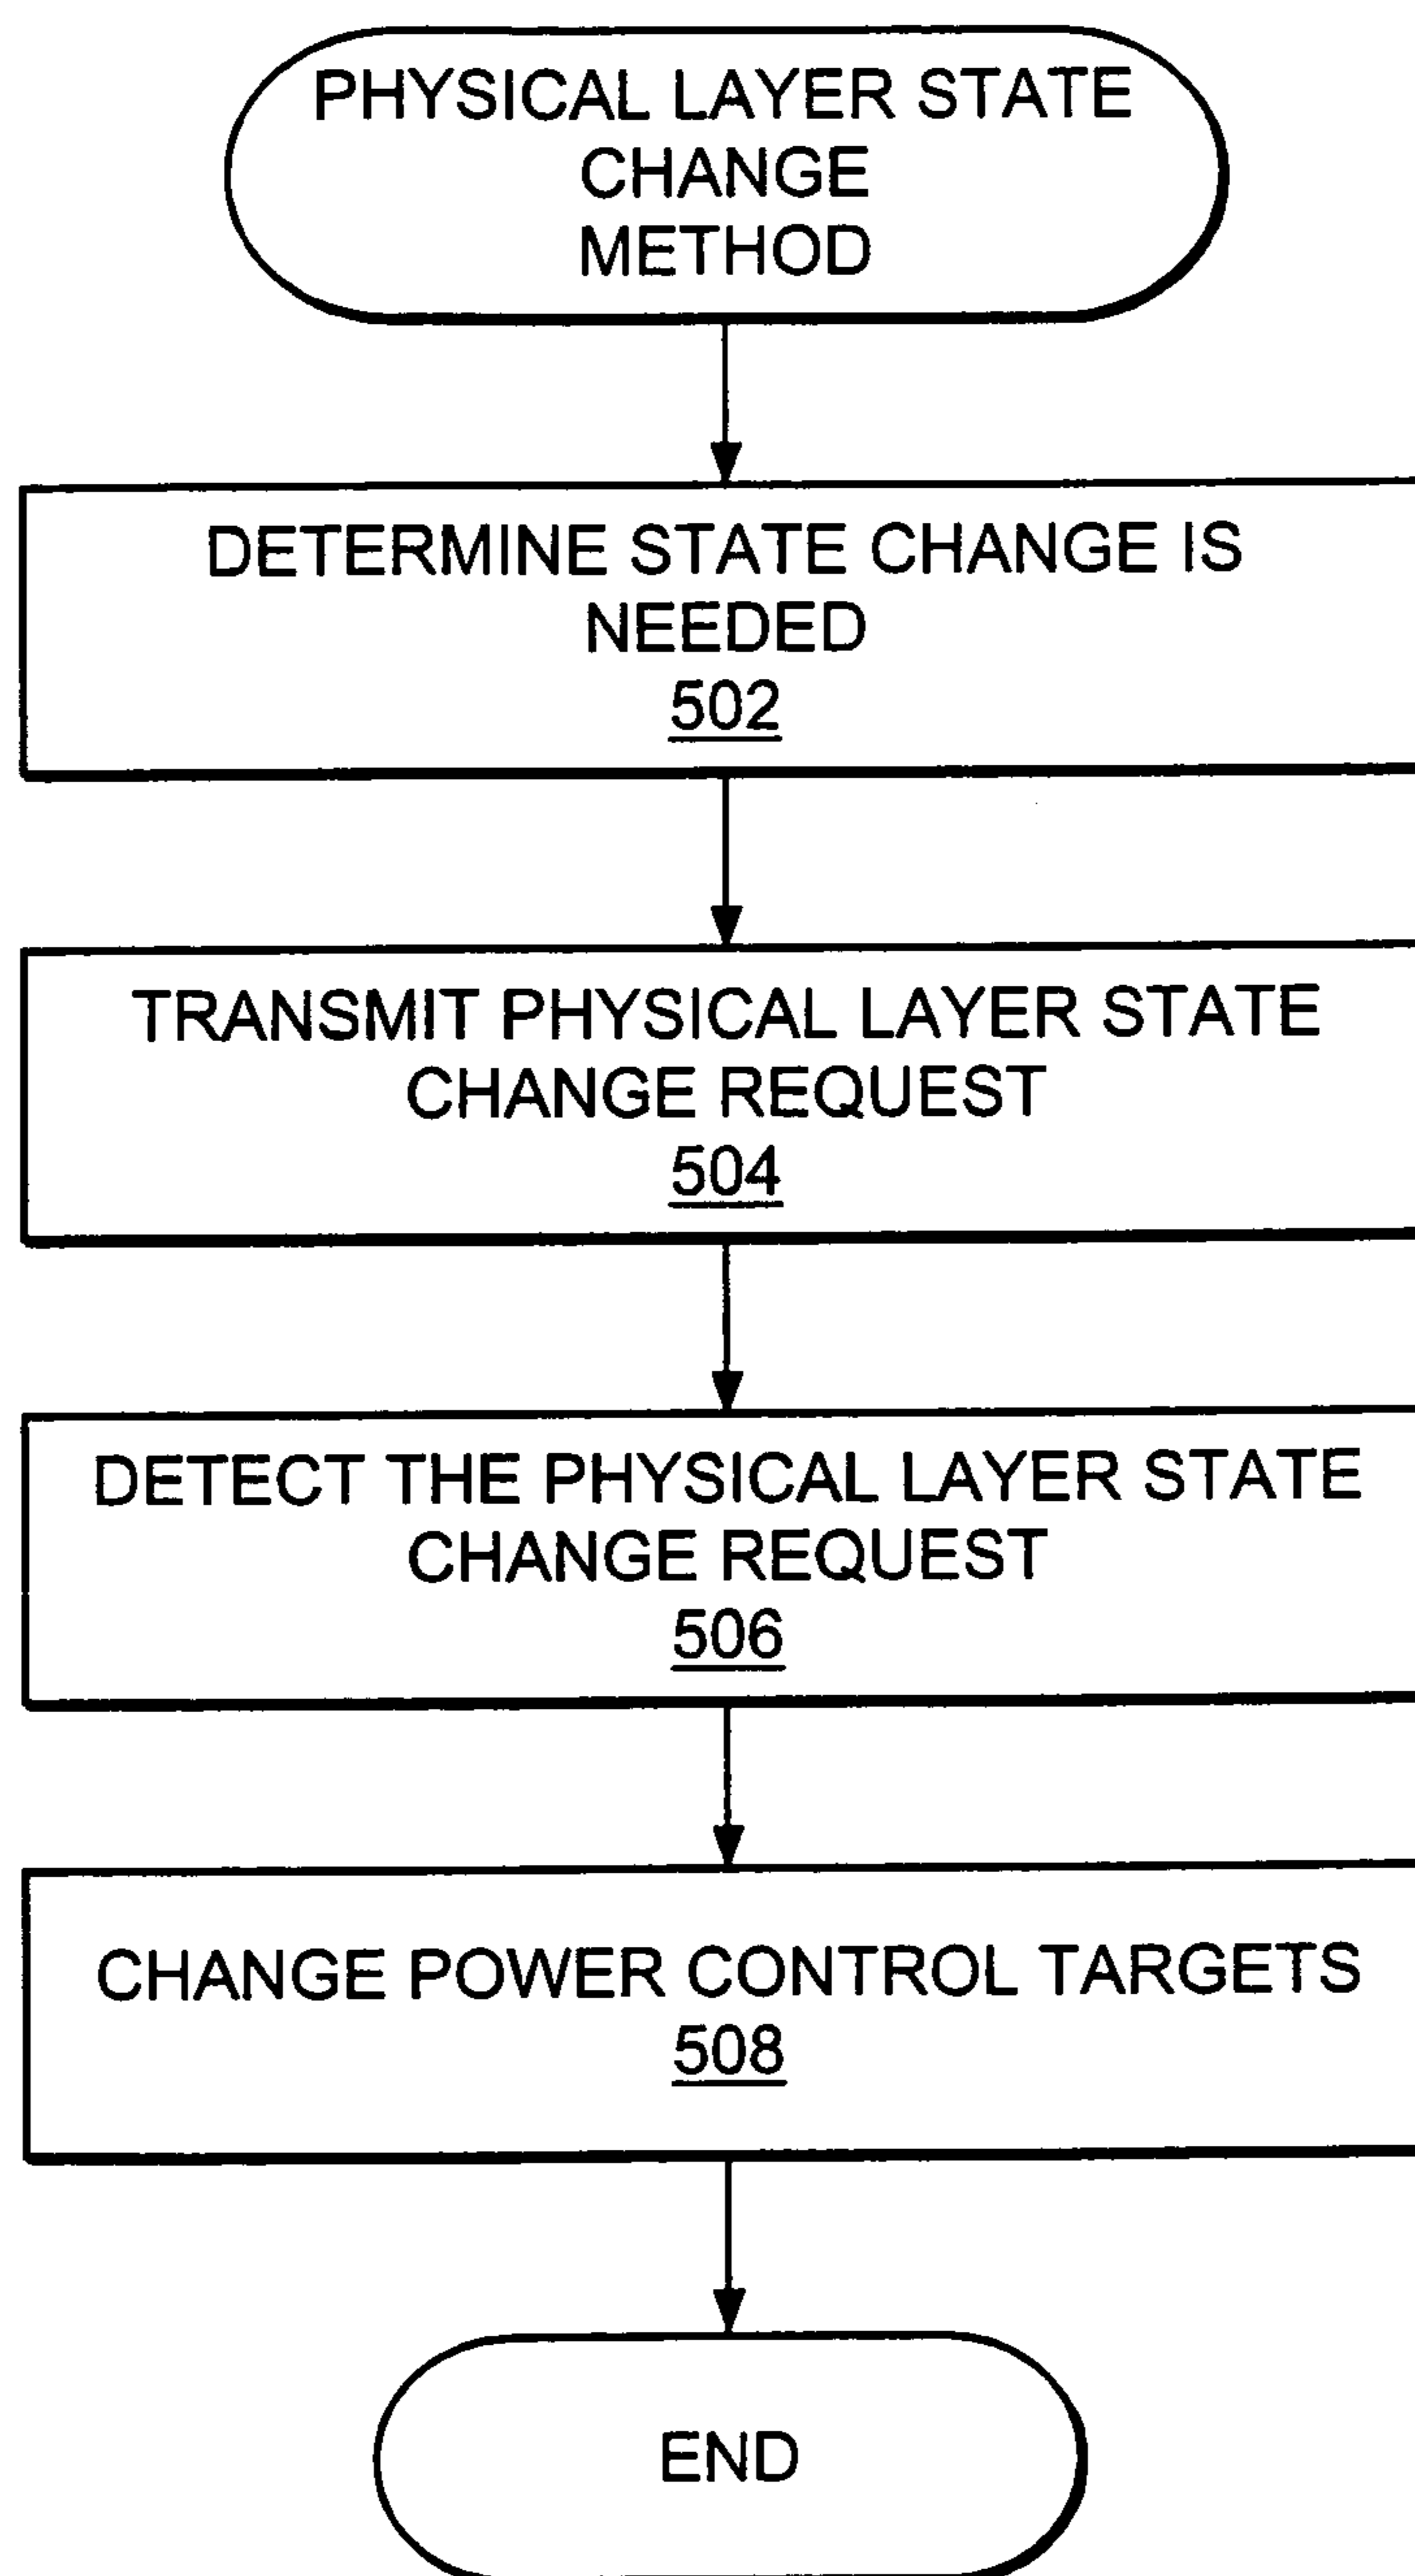 PHYSICAL LAYER STATE
CHANGE
METHOD
DETERMINE STATE CHANGE IS
NEEDED
502
TRANSMIT PHYSICAL LAYER STATE
CHANGE REQUEST
504
DETECT THE PHYSICAL LAYER STATE
CHANGE REQUEST
506
CHANGE POWER CONTROL TARGETS
508
END